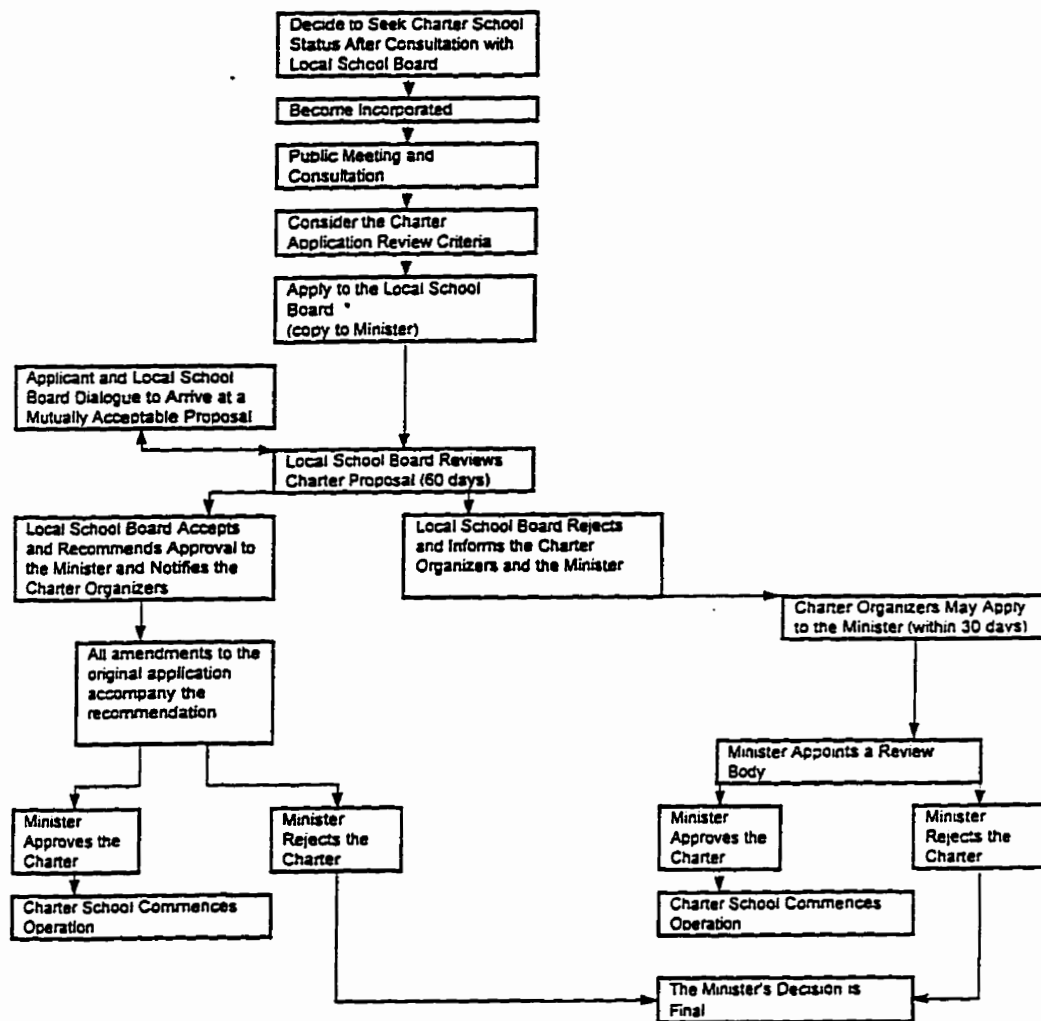 Decide to Seek Charter School
Status After Consultation with
Local School Board
Become Incorporated
Public Meeting and
Consultation
Consider the Charter
Application Review Criteria
Apply to the Local School
Board
(copy to Minister)
Applicant and Local School
Board Dialogue to Arrive at a
Mutually Acceptable Proposal
Local School Board Reviews
Charter Proposal (60 days)
Local School Board Accepts
and Recommends Approval to
the Minister and Notifies the
Charter Organizers
Local School Board Rejects
and Informs the Charter
Organizers and the Minister
Charter Organizers May Apply
to the Minister (within 30 days)
All amendments to the
original application
accompany the
recommendation
Minister Appoints a Review
Body
Minister
Approves the
Charter
Minister
Rejects the
Charter
Minister
Approves the
Charter
Minister
Rejects the
Charter
Charter School Commences
Operation
Charter School Commences
Operation
The Minister's Decision is
Final